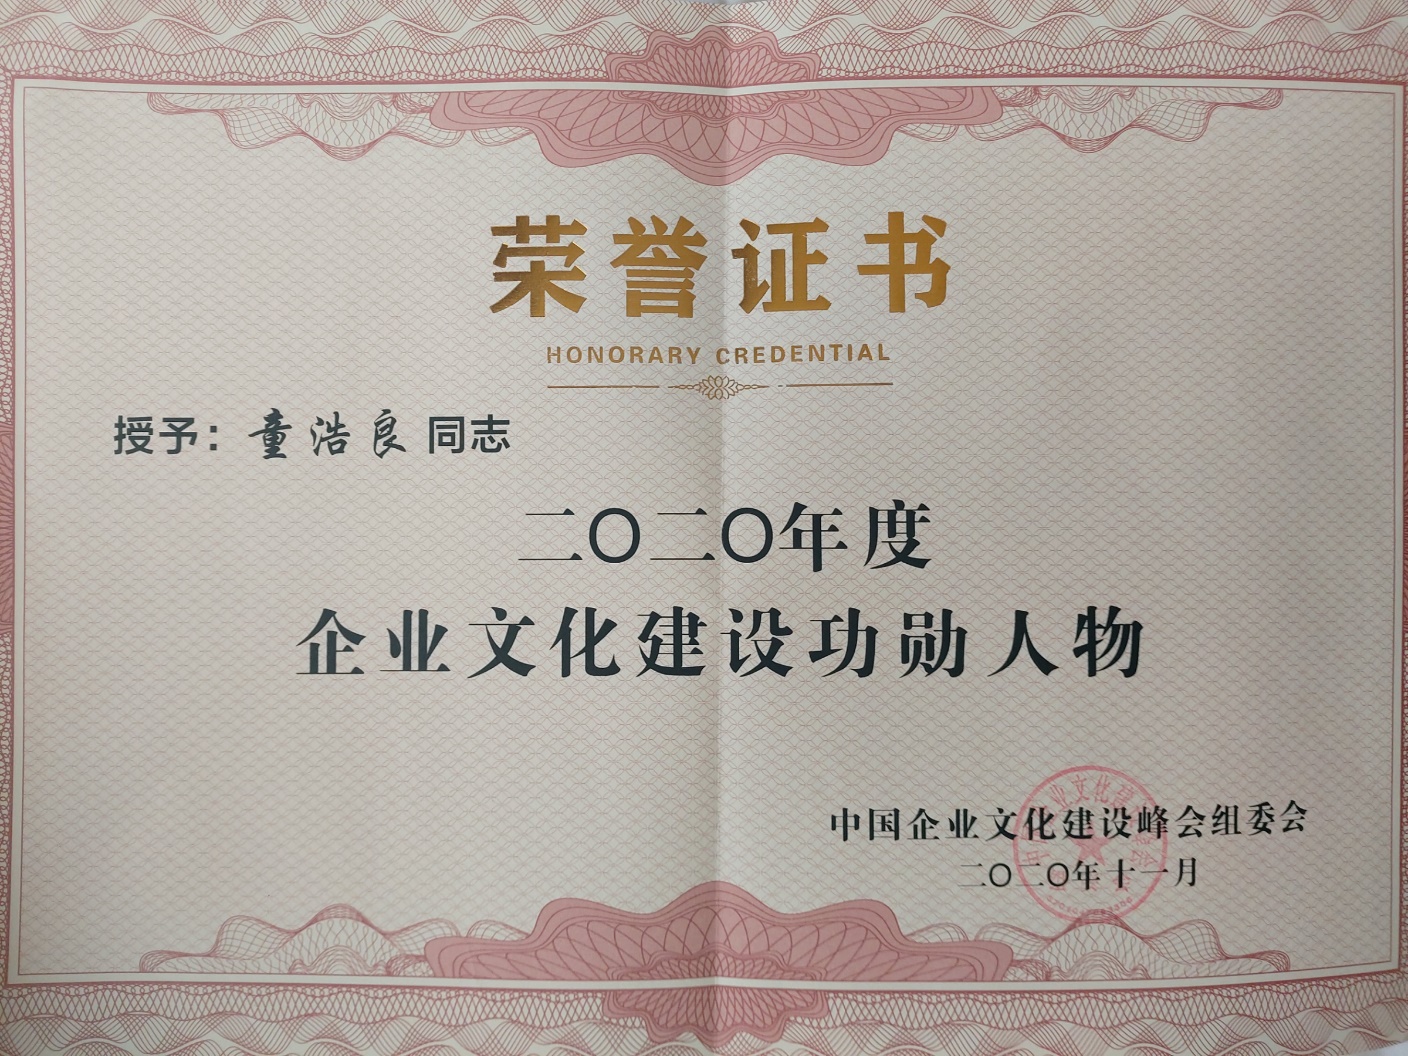 荣誉证书
HONORARY CREDENTIAL
授予：童浩良同志
二〇二〇年度
企业文化建设功勋人物
中国企业文化建设峰会组委会
二〇二〇年十一月